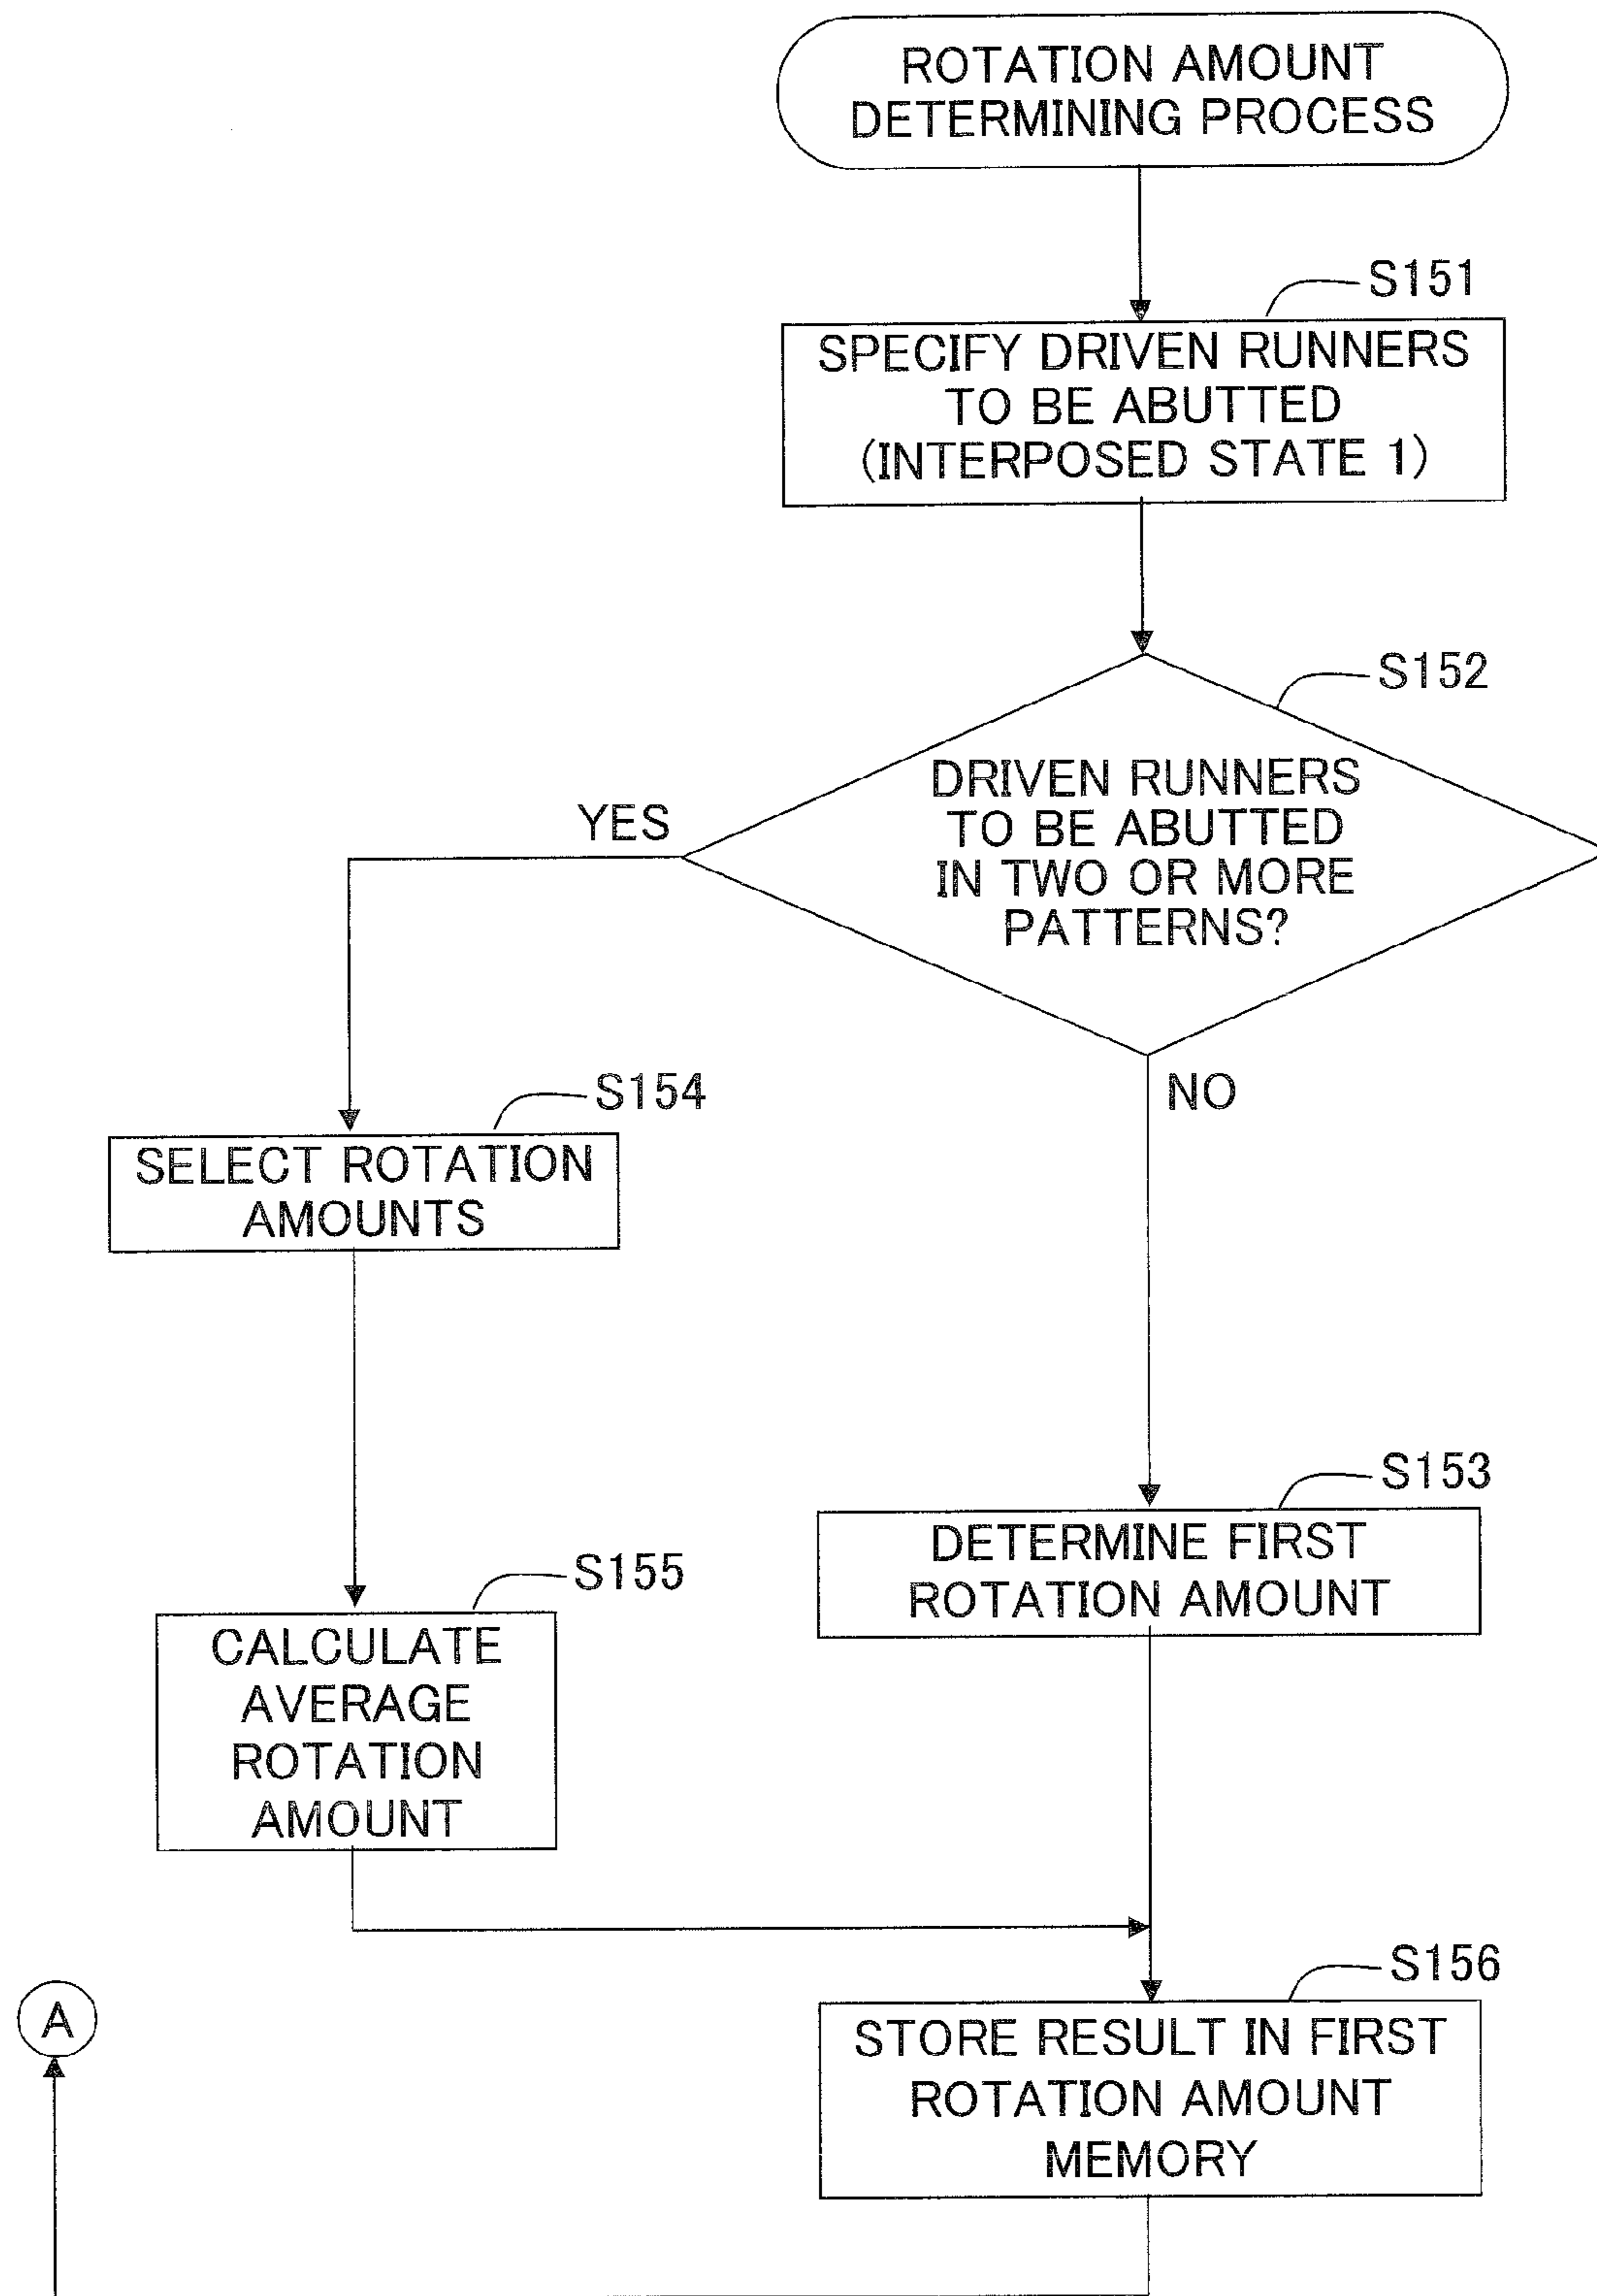 ROTATION AMOUNT
DETERMINING PROCESS
S151
SPECIFY DRIVEN RUNNERS
TO BE ABUTTED
(INTERPOSED STATE 1)
S152
DRIVEN RUNNERS
TO BE ABUTTED
IN TWO OR MORE
PATTERNS?
YES
NO
S154
SELECT ROTATION
AMOUNTS
S153
DETERMINE FIRST
ROTATION AMOUNT
S155
CALCULATE
AVERAGE
ROTATION
AMOUNT
S156
STORE RESULT IN FIRST
ROTATION AMOUNT
MEMORY
A